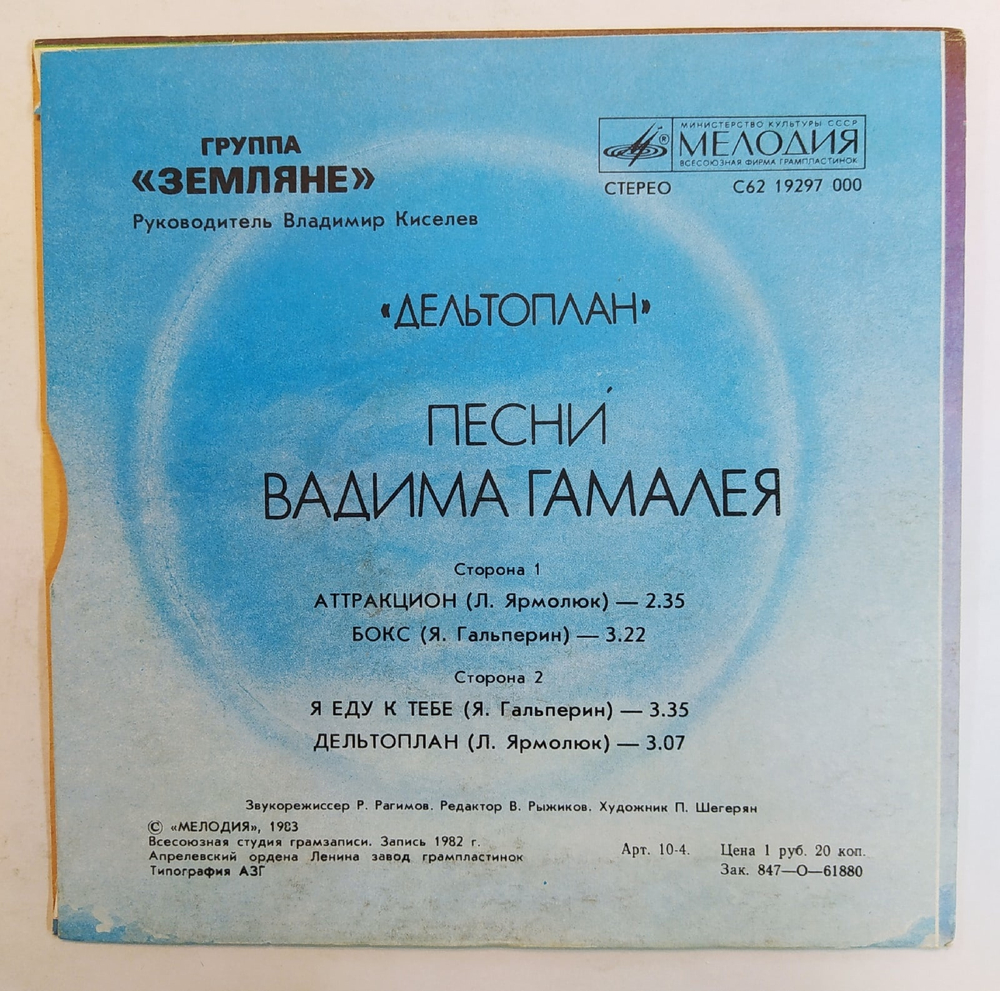 ГРУППА
«ЗЕМЛЯНЕ»
Руководитель Владимир Киселев
МИНИСТЕРСТВО КУЛЬТУРЫ СССР
МЕЛОДИЯ
ВСЕСОЮЗНАЯ ФИРМА ГРАМПЛАСТИНОК
СТЕРЕО С62 19297 000
«ДЕЛЬТОПЛАН»
ПЕСНИ
ВАДИМА ГАМАЛЕЯ
Сторона 1
АТТРАКЦИОН (Л. Ярмолюк) — 2.35
БОКС (Я. Гальперин) — 3.22
Сторона 2
Я ЕДУ К ТЕБЕ (Я. Гальперин) — 3.35
ДЕЛЬТОПЛАН (Л. Ярмолюк) — 3.07
Звукорежиссер Р. Рагимов. Редактор В. Рыжиков. Художник П. Шегерян
© «МЕЛОДИЯ», 1983
Всесоюзная студия грамзаписи. Запись 1982 г.
Апрелевский ордена Ленина завод грампластинок
Типография АЗГ
Арт. 10-4. Цена 1 руб. 20 коп.
Зак. 847—О—61880